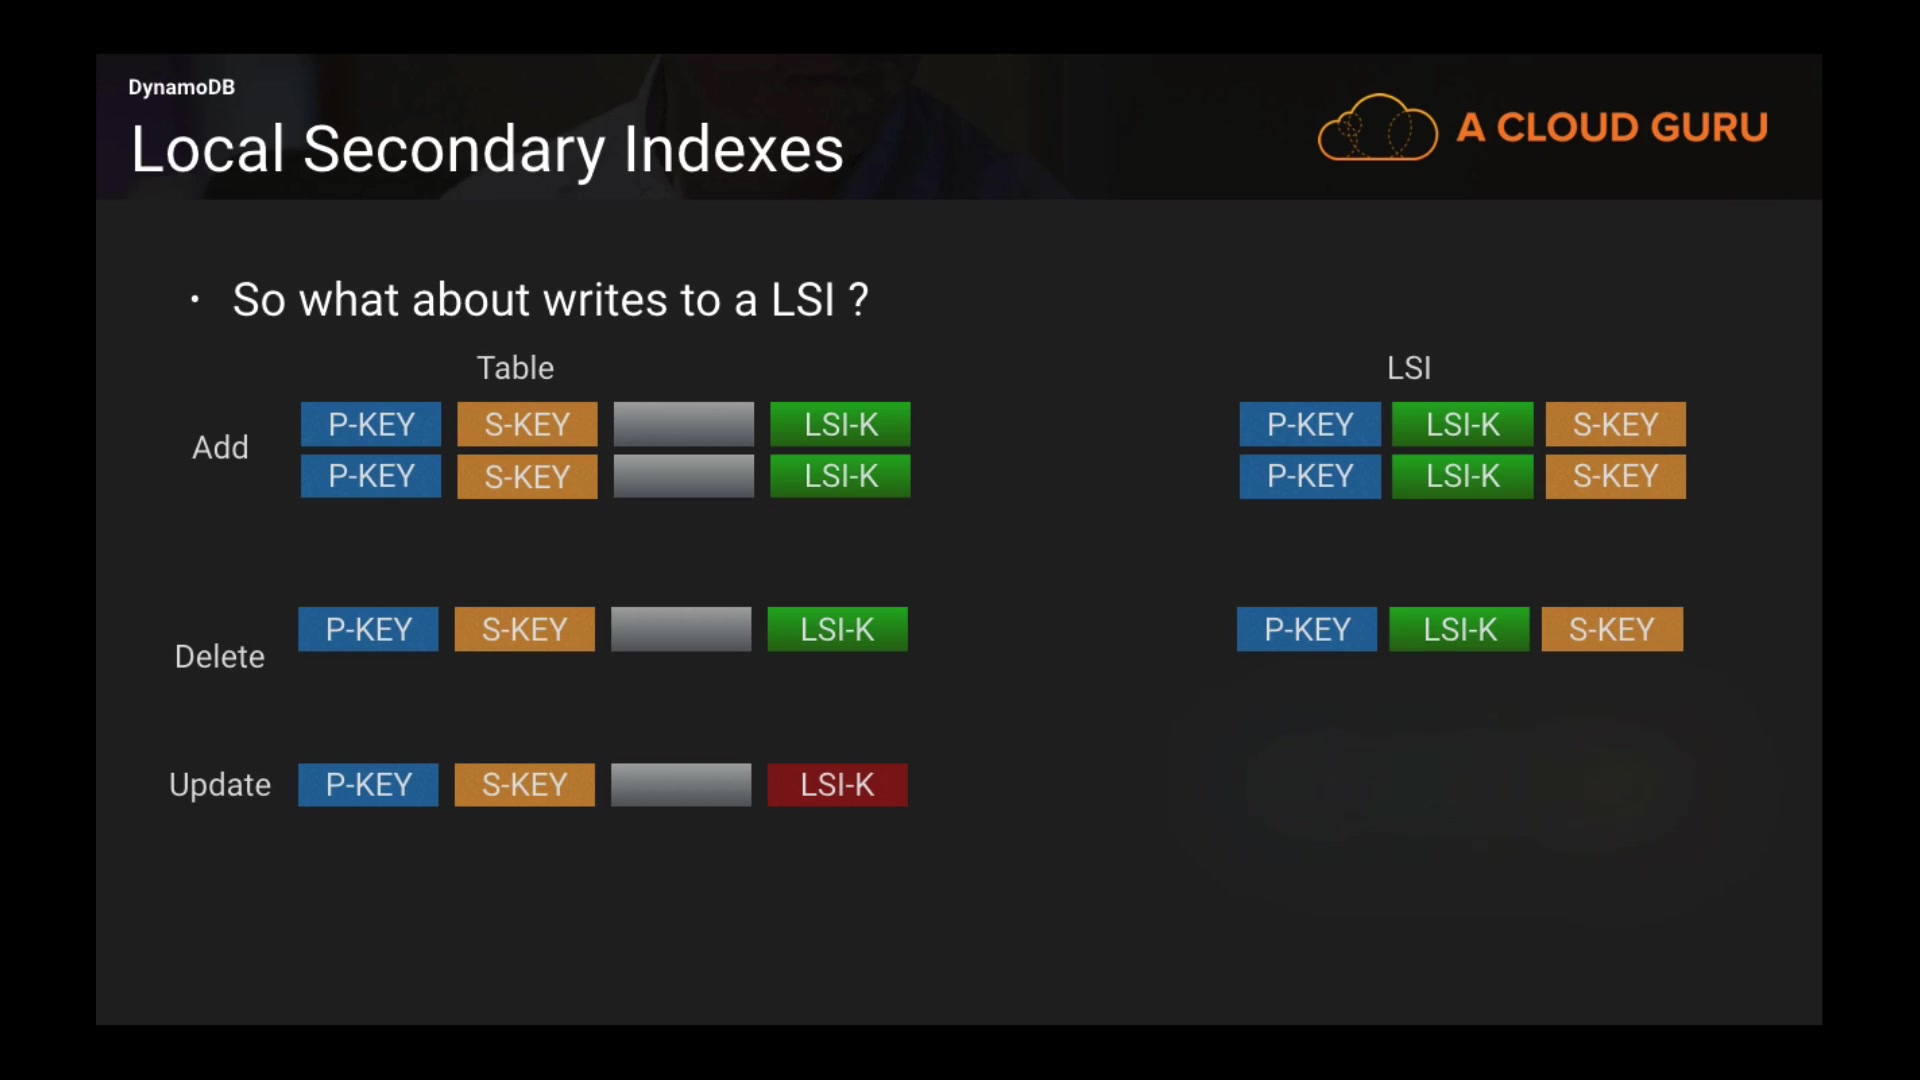 DynamoDB
Local Secondary Indexes
A CLOUD GURU
· So what about writes to a LSI ?
Table LSI
Add
P-KEY S-KEY LSI-K P-KEY LSI-K S-KEY
P-KEY S-KEY LSI-K P-KEY LSI-K S-KEY
Delete
P-KEY S-KEY LSI-K P-KEY LSI-K S-KEY
Update P-KEY S-KEY LSI-K